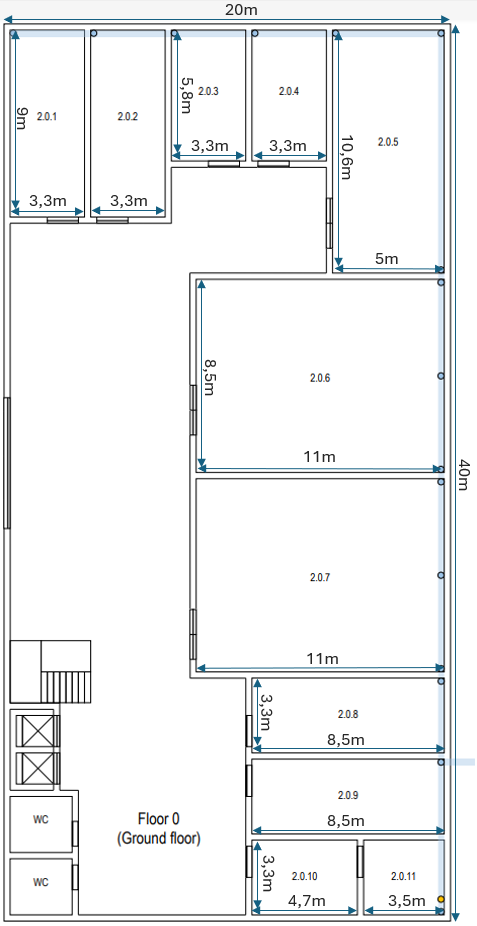 20m
9m
2.0.1
2.0.2
5,8m
2.0.3
2.0.4
3,3m
3,3m
3,3m
3,3m
10,6m
2.0.5
5m
8,5m
2.0.6
11m
40m
2.0.7
11m
3,3m
2.0.8
8,5m
2.0.9
8,5m
WC
WC
Floor 0
(Ground floor)
3,3m
2.0.10
4,7m
2.0.11
3,5m